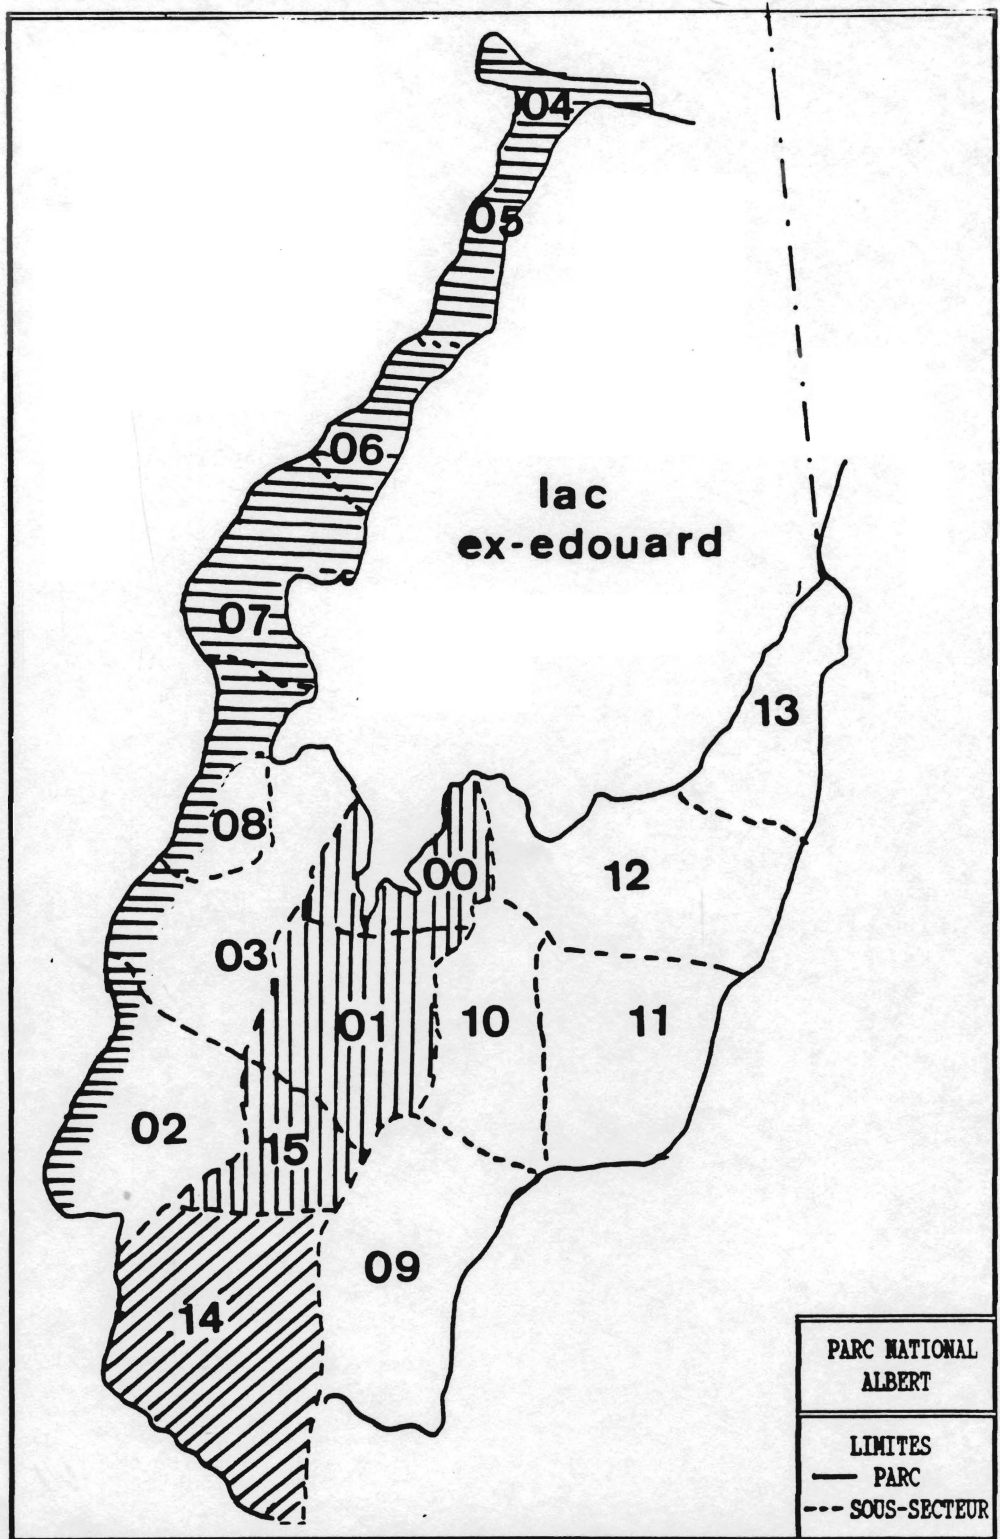 04
05
06
lac
ex-edouard
07
13
08
00
12
03
01
10
11
02
15
09
14
PARC NATIONAL
ALBERT
LIMITES
PARC
SOUS-SECTEUR